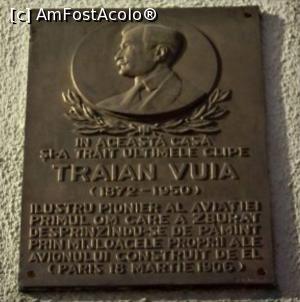 [c] AmFostAcolo®
IN ACEASTĂ CASĂ
ȘI-A TRĂIT ULTIMELE CLIPE
TRAIAN VUIA
(1872-1950)
ILUSTRU PIONIER AL AVIAȚIEI
PRIMUL OM CARE A ZBURAT
DESPRINZÎNDU-SE DE PĂMÎNT
PRIN MIJLOACELE PROPRII ALE
AVIONULUI CONSTRUIT DE EL
(PARIS 18 MARTIE 1906)